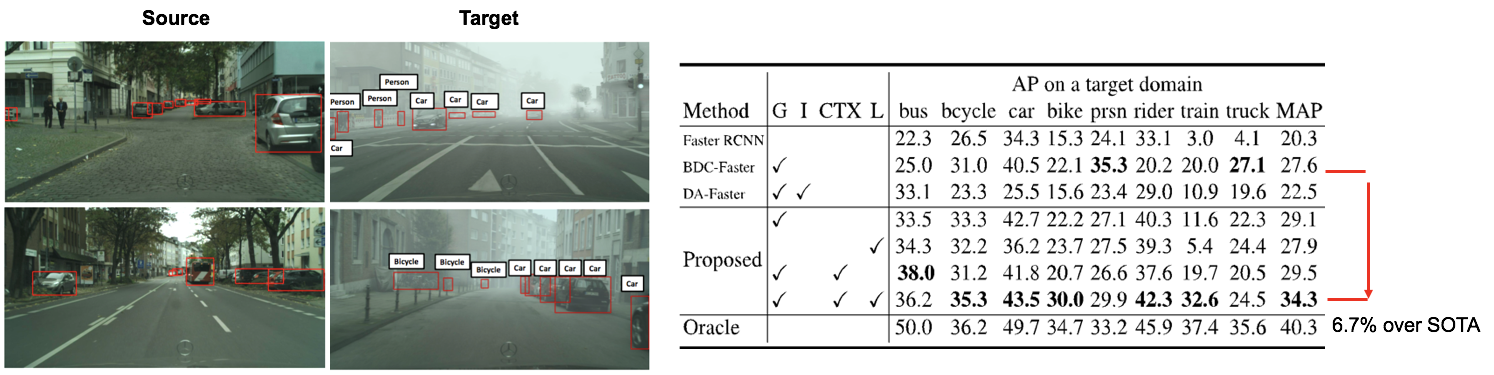 Source
Target
Person
Person
Person
Car
Car
Car
Car
Car
Bicycle
Bicycle
Bicycle
Car
Car
Car
Car
Car
AP on a target domain
Method G I CTX L bus bcycle car bike prsn rider train truck MAP
Faster RCNN 22.3 26.5 34.3 15.3 24.1 33.1 3.0 4.1 20.3
BDC-Faster ✓ 25.0 31.0 40.5 22.1 35.3 20.2 20.0 27.1 27.6
DA-Faster ✓ ✓ 33.1 23.3 25.5 15.6 23.4 29.0 10.9 19.6 22.5
✓ 33.5 33.3 42.7 22.2 27.1 40.3 11.6 22.3 29.1
✓ 34.3 32.2 36.2 23.7 27.5 39.3 5.4 24.4 27.9
Proposed
✓ ✓ 38.0 31.2 41.8 20.7 26.6 37.6 19.7 20.5 29.5
✓ ✓ ✓ 36.2 35.3 43.5 30.0 29.9 42.3 32.6 24.5 34.3
Oracle 50.0 36.2 49.7 34.7 33.2 45.9 37.4 35.6 40.3
6.7% over SOTA